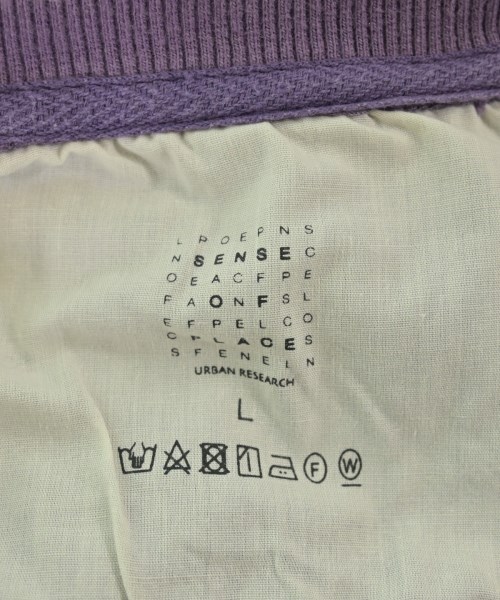 L P O E P N S
N S E N S E C
O E A C F P E
F A O N F S L
E F P E L C O
C P L A C E S
S F E N E L N
URBAN RESEARCH
L
F W